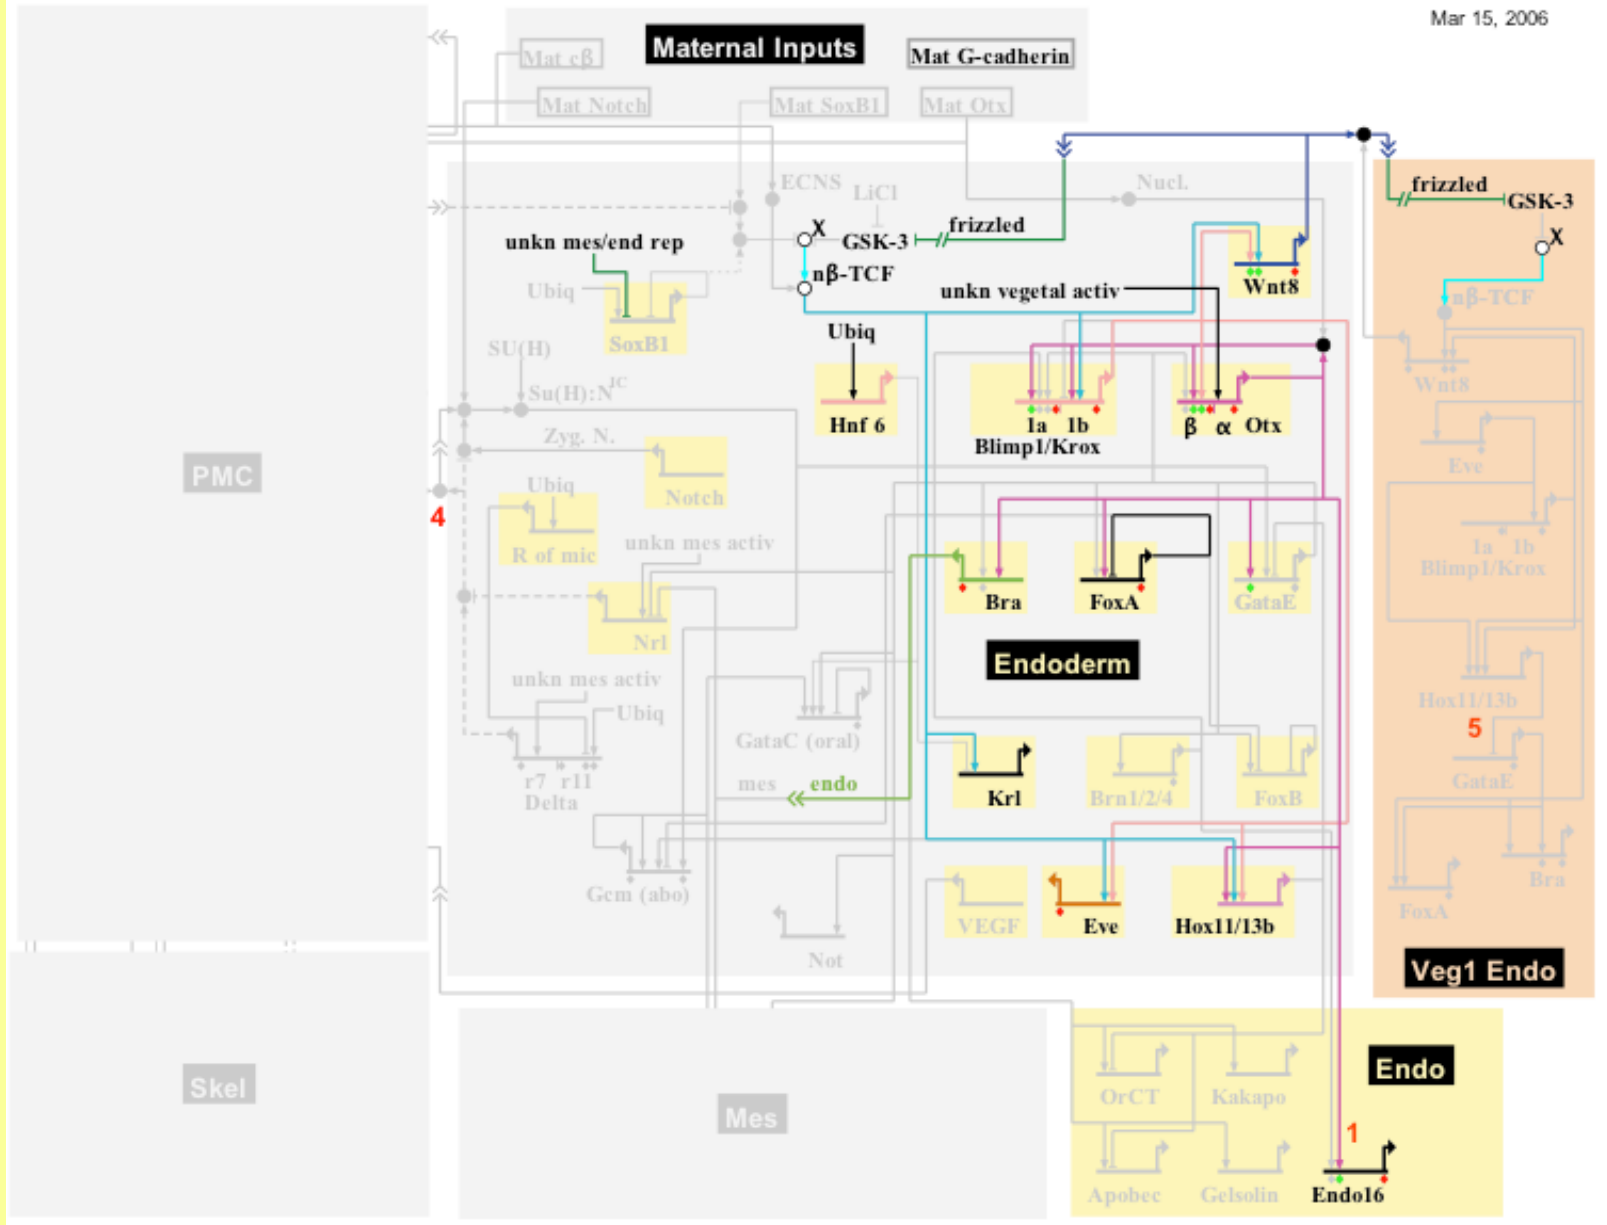 Mar 15, 2006
Maternal Inputs
Mat cβ
Mat G-cadherin
Mat Notch
Mat SoxB1
Mat Otx
ECNS
LiCl
Nucl.
frizzled
GSK-3
χ
nβ-TCF
unkn mes/end rep
Ubiq
SoxB1
χ
GSK-3
frizzled
nβ-TCF
unkn vegetal activ
Wnt8
Wnt8
Ubiq
Hnf 6
1a 1b
Blimp1/Krox
β α Otx
SU(H)
Su(H):N^IC
Zyg. N.
Notch
Eve
1a 1b
Blimp1/Krox
PMC
4
Ubiq
R of mic
unkn mes activ
Nrl
Bra
FoxA
GataE
Endoderm
unkn mes activ
Ubiq
r7 r11
Delta
GataC (oral)
mes
endo
Krl
Brn1/2/4
FoxB
Hox11/13b
5
GataE
Bra
FoxA
Gcm (abo)
Not
VEGF
Eve
Hox11/13b
Veg1 Endo
Skel
Mes
Endo
OrCT
Kakapo
1
Apobec
Gelsolin
Endo16